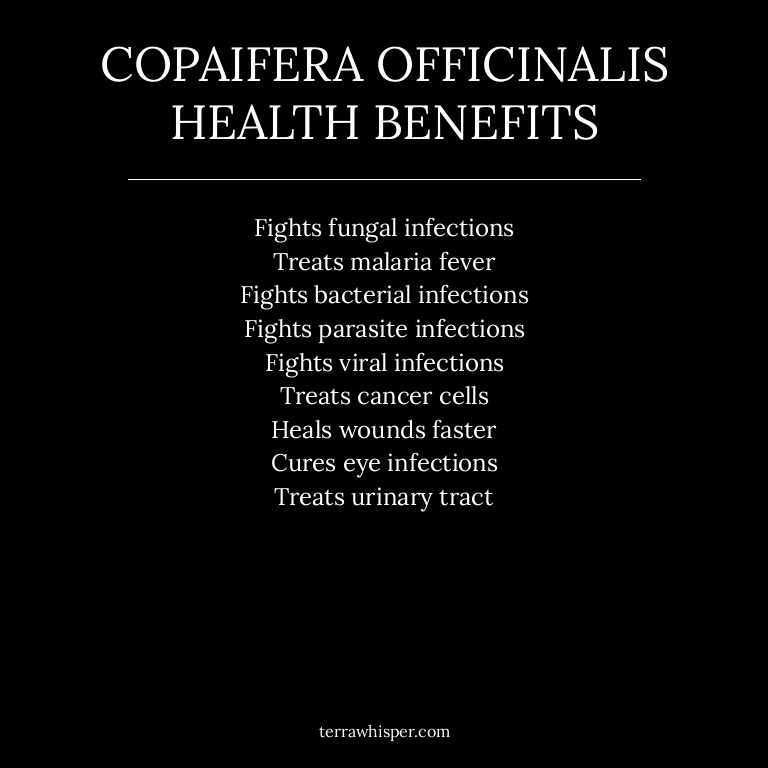 COPAIFERA OFFICINALIS
HEALTH BENEFITS
Fights fungal infections
Treats malaria fever
Fights bacterial infections
Fights parasite infections
Fights viral infections
Treats cancer cells
Heals wounds faster
Cures eye infections
Treats urinary tract
terrawhisper.com